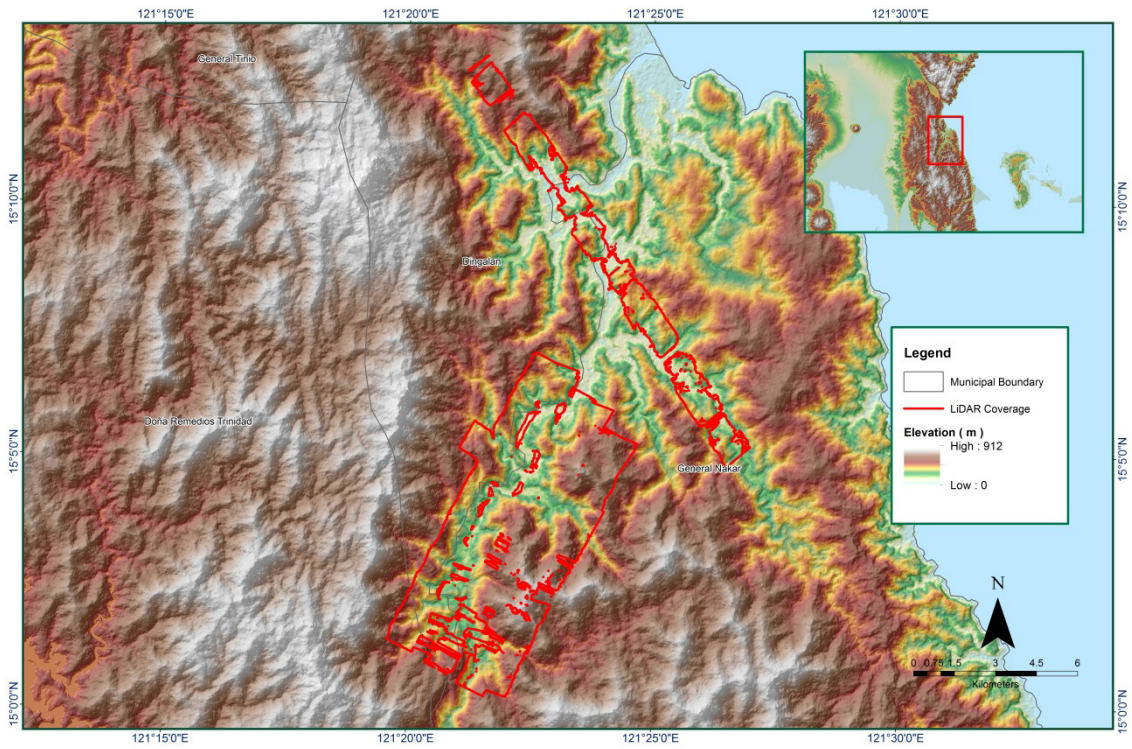 121°15'0"E
121°20'0"E
121°25'0"E
121°30'0"E
General Tinio
15°10'0"N
15°10'0"N
Dingalan
Legend
Municipal Boundary
LiDAR Coverage
Elevation ( m )
High : 912
Low : 0
Doña Remedios Trinidad
15°5'0"N
15°5'0"N
General Nakar
N
0 0.75 1.5 3 4.5 6
Kilometers
15°0'0"N
15°0'0"N
121°15'0"E
121°20'0"E
121°25'0"E
121°30'0"E